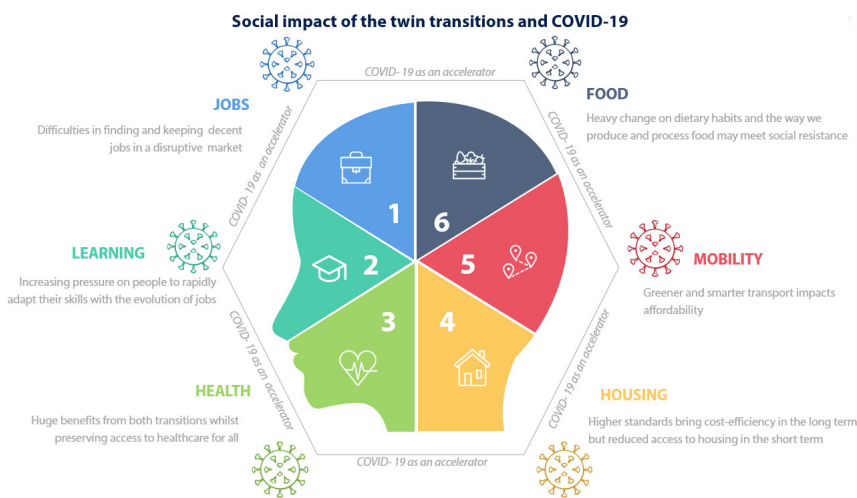 Social impact of the twin transitions and COVID-19
COVID- 19 as an accelerator
JOBS
Difficulties in finding and keeping decent
jobs in a disruptive market
FOOD
Heavy change on dietary habits and the way we
produce and process food may meet social resistance
COVID- 19 as an accelerator
COVID- 19 as an accelerator
1
6
LEARNING
Increasing pressure on people to rapidly
adapt their skills with the evolution of jobs
2
5
MOBILITY
Greener and smarter transport impacts
affordability
3
4
COVID- 19 as an accelerator
COVID- 19 as an accelerator
HEALTH
Huge benefits from both transitions whilst
preserving access to healthcare for all
HOUSING
Higher standards bring cost-efficiency in the long term
but reduced access to housing in the short term
COVID- 19 as an accelerator